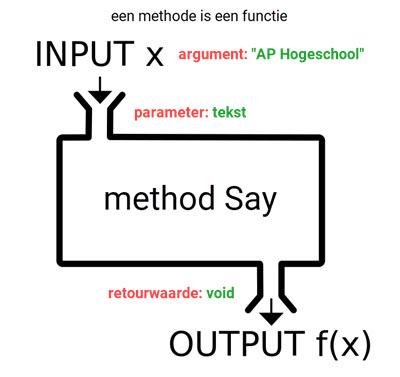 een methode is een functie
INPUT x argument: "AP Hogeschool"
parameter: tekst
method Say
retourwaarde: void
OUTPUT f(x)